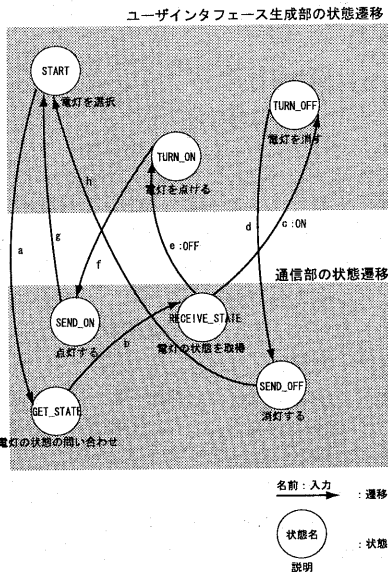 ユーザインタフェース生成部の状態遷移
START
電灯を選択
TURN_OFF
電灯を消す
TURN_ON
電灯を点ける
h
a
g
f
e :OFF
d
c :ON
通信部の状態遷移
SEND_ON
点灯する
b
RECEIVE_STATE
電灯の状態を取得
SEND_OFF
消灯する
GET_STATE
電灯の状態の問い合わせ
名前:入力
:遷移
状態名
:状態
説明